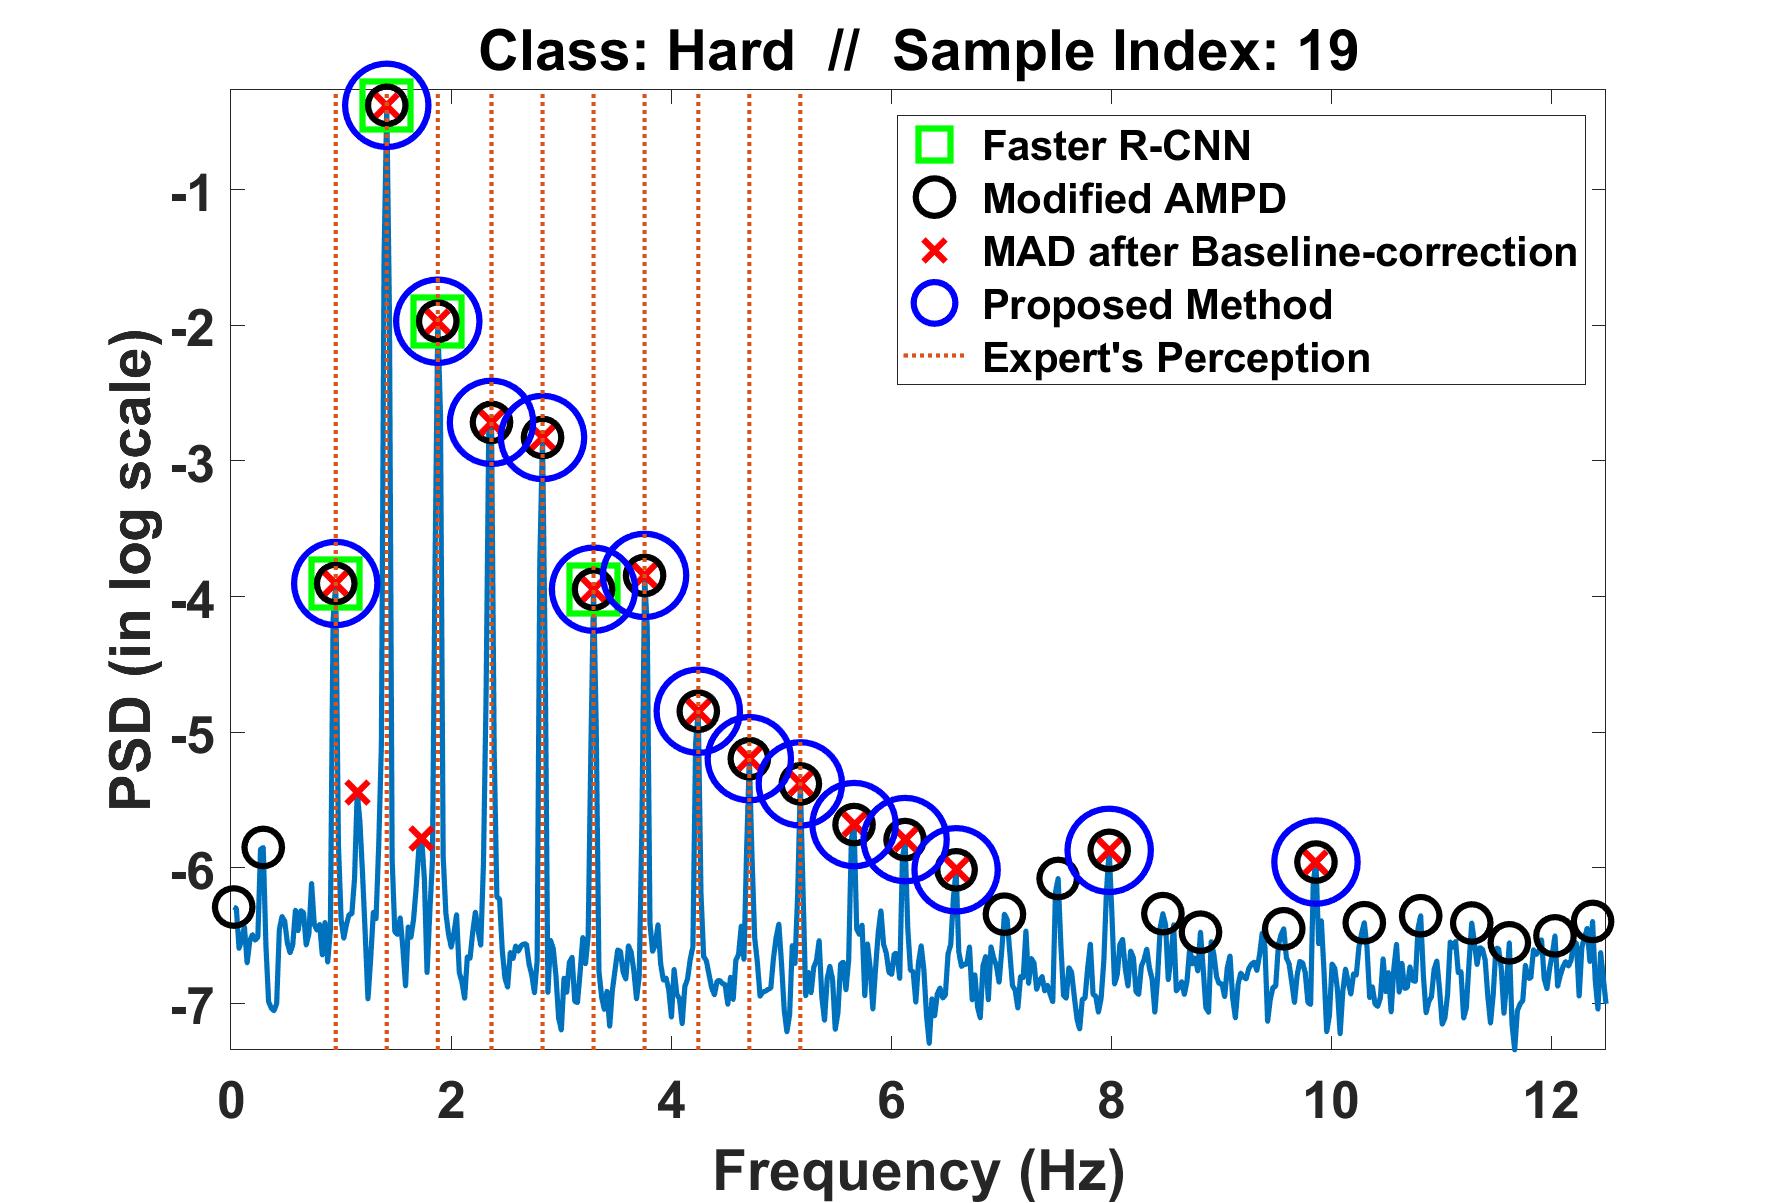 Class: Hard // Sample Index: 19
Faster R-CNN
Modified AMPD
MAD after Baseline-correction
Proposed Method
Expert's Perception
PSD (in log scale)
-1
-2
-3
-4
-5
-6
-7
0 2 4 6 8 10 12
Frequency (Hz)